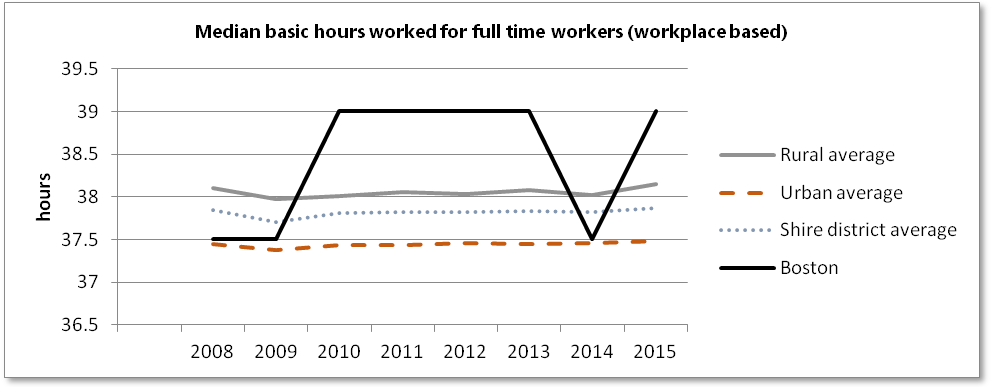 Median basic hours worked for full time workers (workplace based)
hours
39.5
39
38.5
38
37.5
37
36.5
2008 2009 2010 2011 2012 2013 2014 2015
Rural average
Urban average
Shire district average
Boston